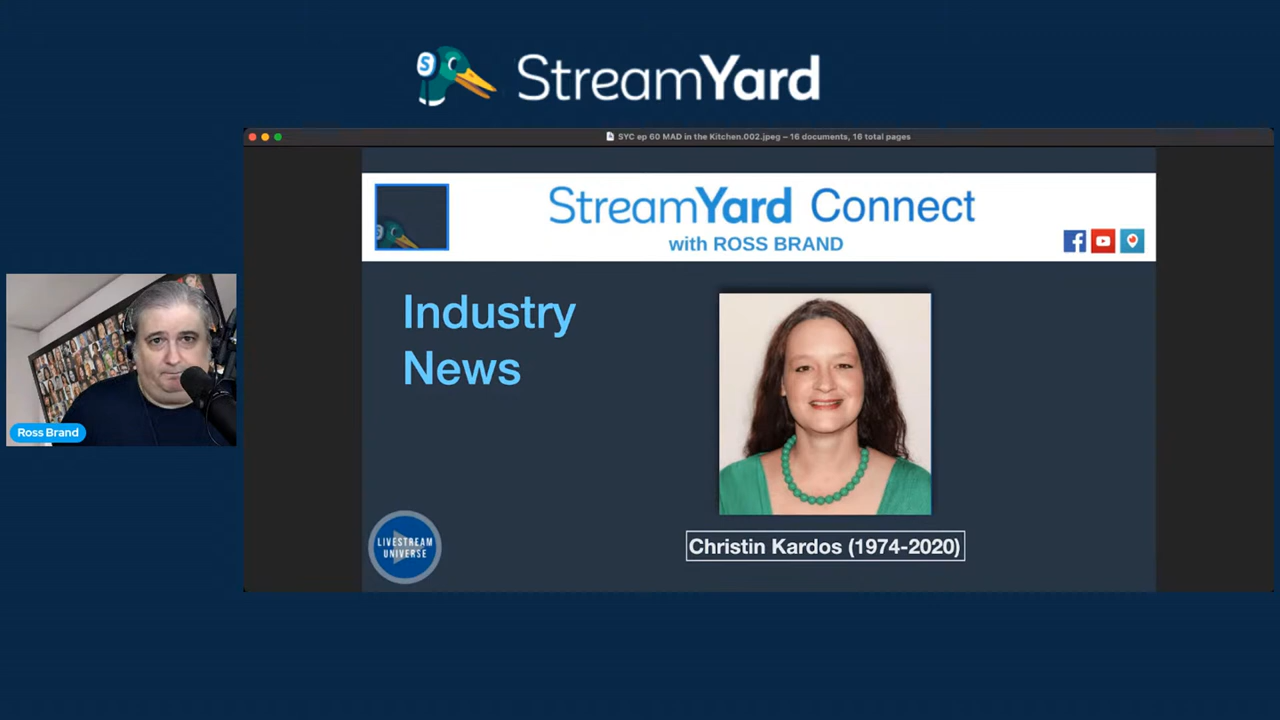 S StreamYard
SYC ep 60 MAD in the Kitchen.002.jpeg – 16 documents, 16 total pages
StreamYard Connect
with ROSS BRAND
Industry
News
Ross Brand
LIVESTREAM
UNIVERSE
Christin Kardos (1974-2020)